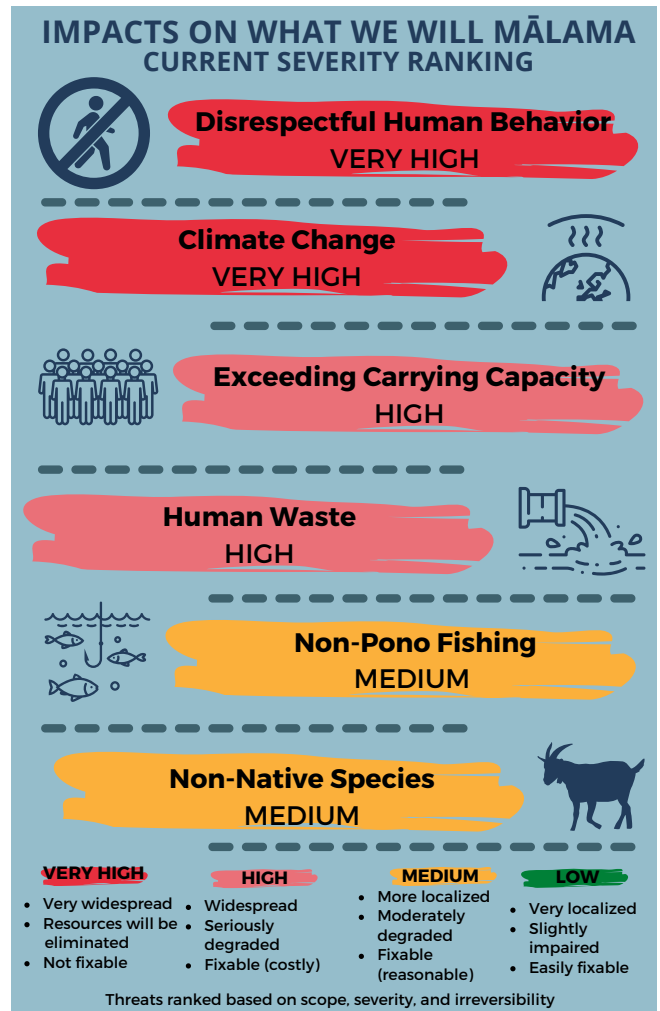 IMPACTS ON WHAT WE WILL MĀLAMA
CURRENT SEVERITY RANKING
Disrespectful Human Behavior
VERY HIGH
Climate Change
VERY HIGH
Exceeding Carrying Capacity
HIGH
Human Waste
HIGH
Non-Pono Fishing
MEDIUM
Non-Native Species
MEDIUM
VERY HIGH
• Very widespread
• Resources will be
eliminated
• Not fixable
HIGH
• Widespread
• Seriously
degraded
• Fixable (costly)
MEDIUM
• More localized
• Moderately
degraded
• Fixable
(reasonable)
LOW
• Very localized
• Slightly
impaired
• Easily fixable
Threats ranked based on scope, severity, and irreversibility